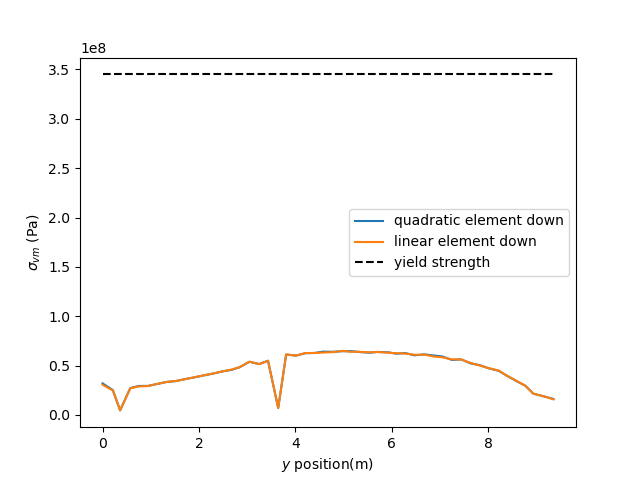 1e8
3.5
3.0
2.5
2.0
1.5
1.0
0.5
0.0
σvm (Pa)
quadratic element down
linear element down
yield strength
0 2 4 6 8
y position(m)